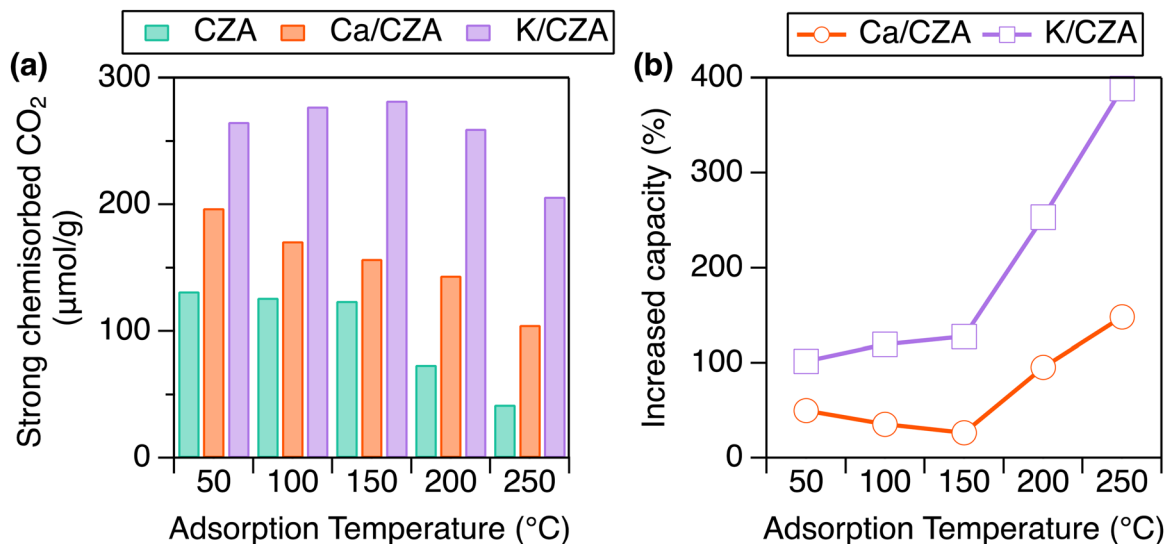 CZA Ca/CZA K/CZA
(a)
Strong chemisorbed CO₂
(µmol/g)
300
200
100
0
50 100 150 200 250
Adsorption Temperature (°C)
Ca/CZA K/CZA
(b)
Increased capacity (%)
400
300
200
100
0
50 100 150 200 250
Adsorption Temperature (°C)